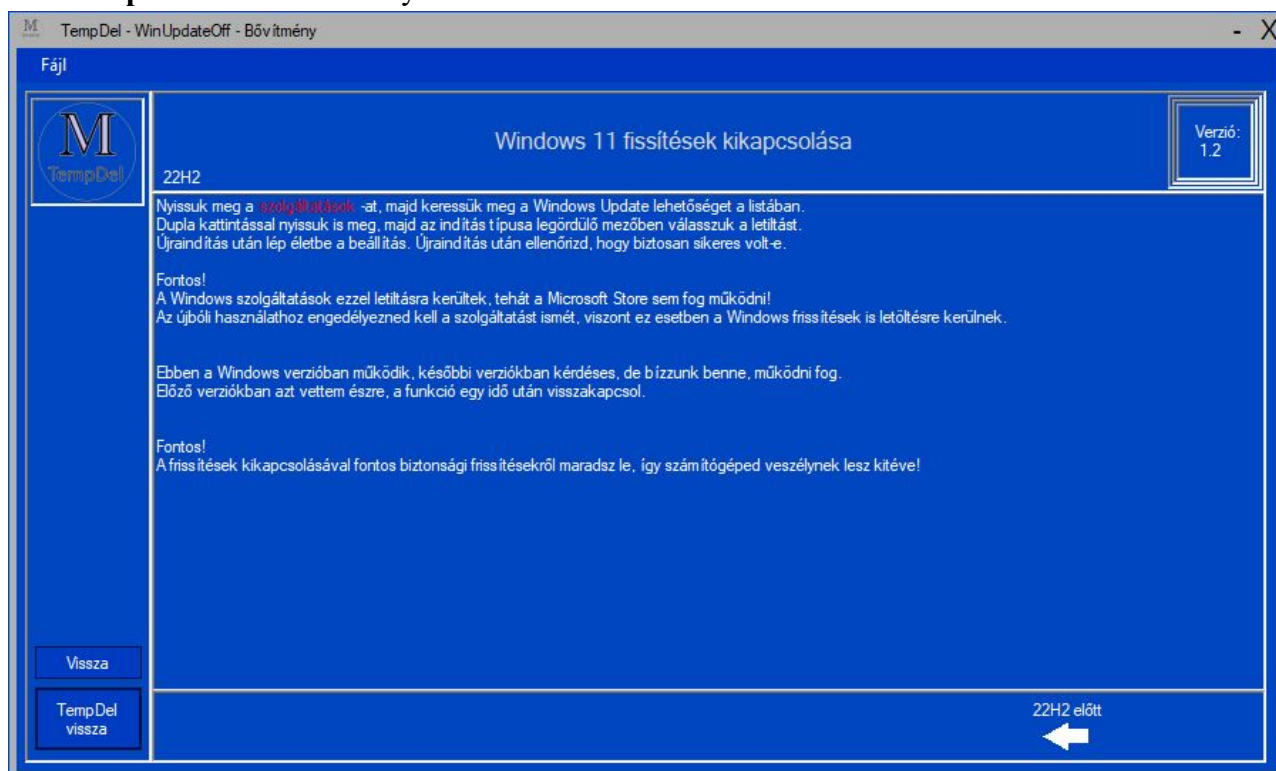 TempDel - WinUpdateOff - Bővítmény
- X
Fájl
M
TempDel
Windows 11 fissítések kikapcsolása
Verzió:
1.2
22H2
Nyissuk meg a szolgáltatások -at, majd keressük meg a Windows Update lehetőséget a listában.
Dupla kattintással nyissuk is meg, majd az indítás típusa legördülő mezőben válasszuk a letiltást.
Újraindítás után lép életbe a beállítás. Újraindítás után ellenőrizd, hogy biztosan sikeres volt-e.
Fontos!
A Windows szolgáltatások ezzel letiltásra kerültek, tehát a Microsoft Store sem fog működni!
Az újbóli használathoz engedélyezned kell a szolgáltatást ismét, viszont ez esetben a Windows frissítések is letöltésre kerülnek.
Ebben a Windows verzióban működik, későbbi verziókban kérdéses, de bízzunk benne, működni fog.
Előző verziókban azt vettem észre, a funkció egy idő után visszakapcsol.
Fontos!
A frissítések kikapcsolásával fontos biztonsági frissítésekről maradsz le, így számítógéped veszélynek lesz kitéve!
Vissza
TempDel
vissza
22H2 előtt